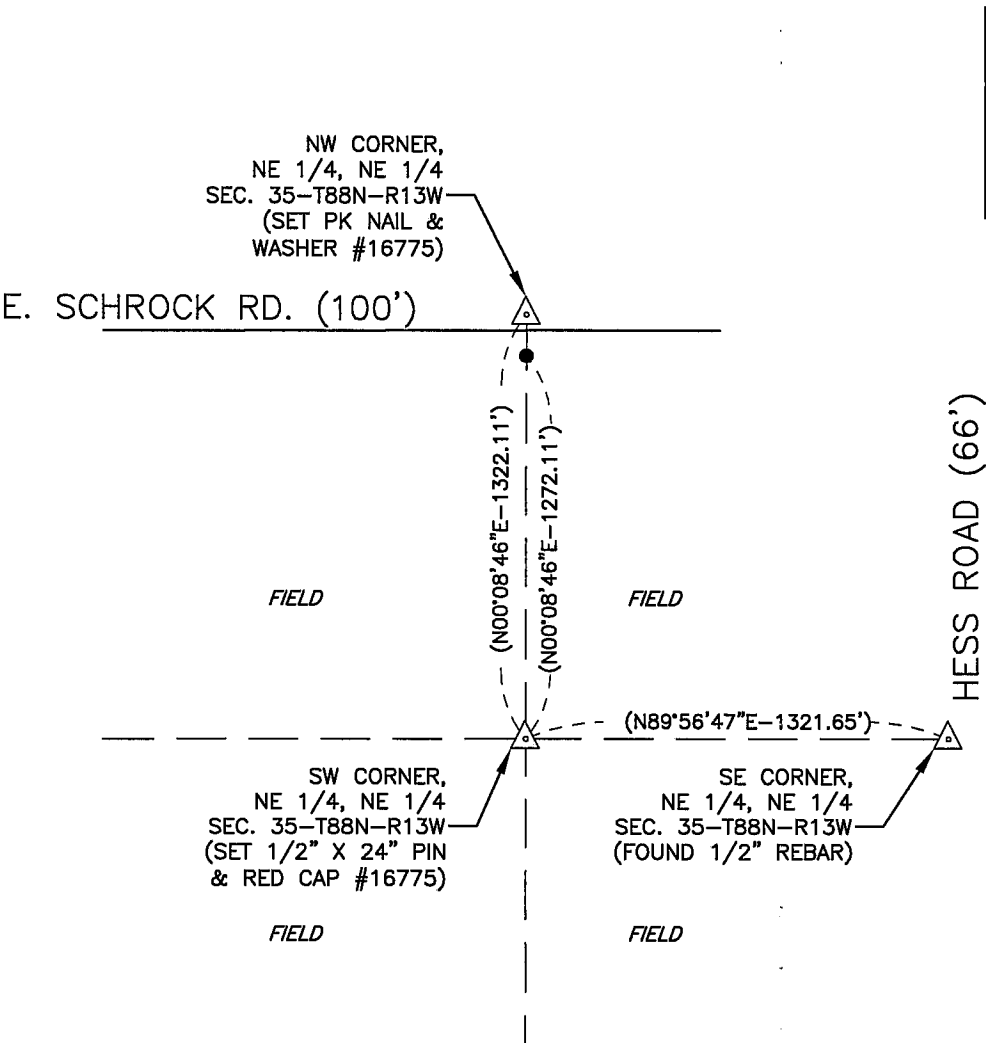 NW CORNER,
NE 1/4, NE 1/4
SEC. 35-T88N-R13W
(SET PK NAIL &
WASHER #16775)
E. SCHROCK RD. (100')
(N00°08'46"E-1322.11')
(N00°08'46"E-1272.11')
HESS ROAD (66')
FIELD
FIELD
(N89°56'47"E-1321.65')
SW CORNER,
NE 1/4, NE 1/4
SEC. 35-T88N-R13W
(SET 1/2" X 24" PIN
& RED CAP #16775)
SE CORNER,
NE 1/4, NE 1/4
SEC. 35-T88N-R13W
(FOUND 1/2" REBAR)
FIELD
FIELD